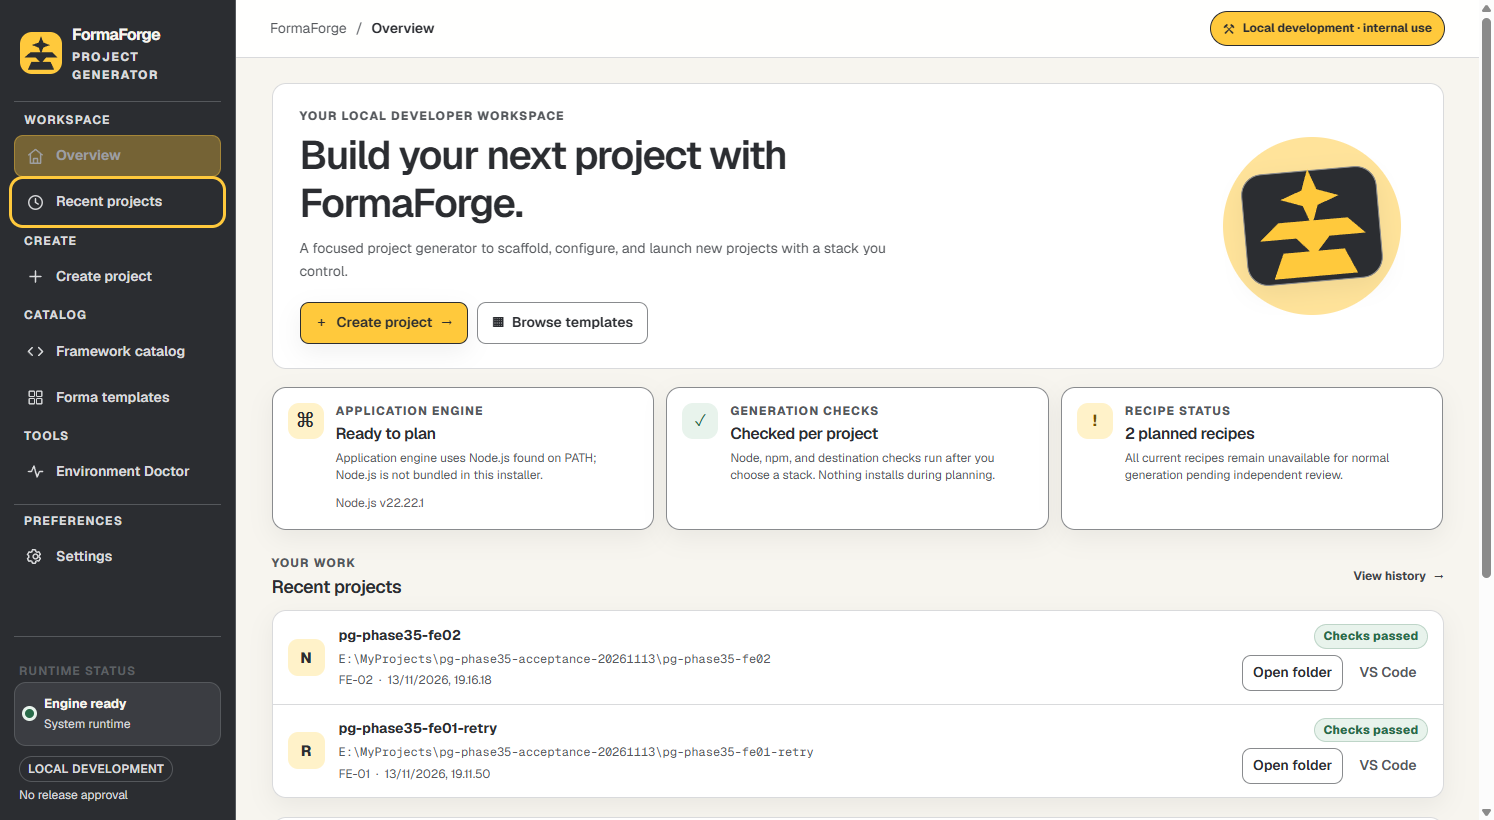 FormaForge
PROJECT
GENERATOR
WORKSPACE
Overview
Recent projects
CREATE
Create project
CATALOG
Framework catalog
Forma templates
TOOLS
Environment Doctor
PREFERENCES
Settings
RUNTIME STATUS
Engine ready
System runtime
LOCAL DEVELOPMENT
No release approval
FormaForge / Overview
Local development · internal use
YOUR LOCAL DEVELOPER WORKSPACE
Build your next project with
FormaForge.
A focused project generator to scaffold, configure, and launch new projects with a stack you
control.
+ Create project →
Browse templates
APPLICATION ENGINE
Ready to plan
Application engine uses Node.js found on PATH;
Node.js is not bundled in this installer.
Node.js v22.22.1
GENERATION CHECKS
Checked per project
Node, npm, and destination checks run after you
choose a stack. Nothing installs during planning.
!
RECIPE STATUS
2 planned recipes
All current recipes remain unavailable for normal
generation pending independent review.
YOUR WORK
Recent projects
View history →
N
pg-phase35-fe02
E:\MyProjects\pg-phase35-acceptance-20261113\pg-phase35-fe02
FE-02 · 13/11/2026, 19.16.18
Checks passed
Open folder
VS Code
R
pg-phase35-fe01-retry
E:\MyProjects\pg-phase35-acceptance-20261113\pg-phase35-fe01-retry
FE-01 · 13/11/2026, 19.11.50
Checks passed
Open folder
VS Code